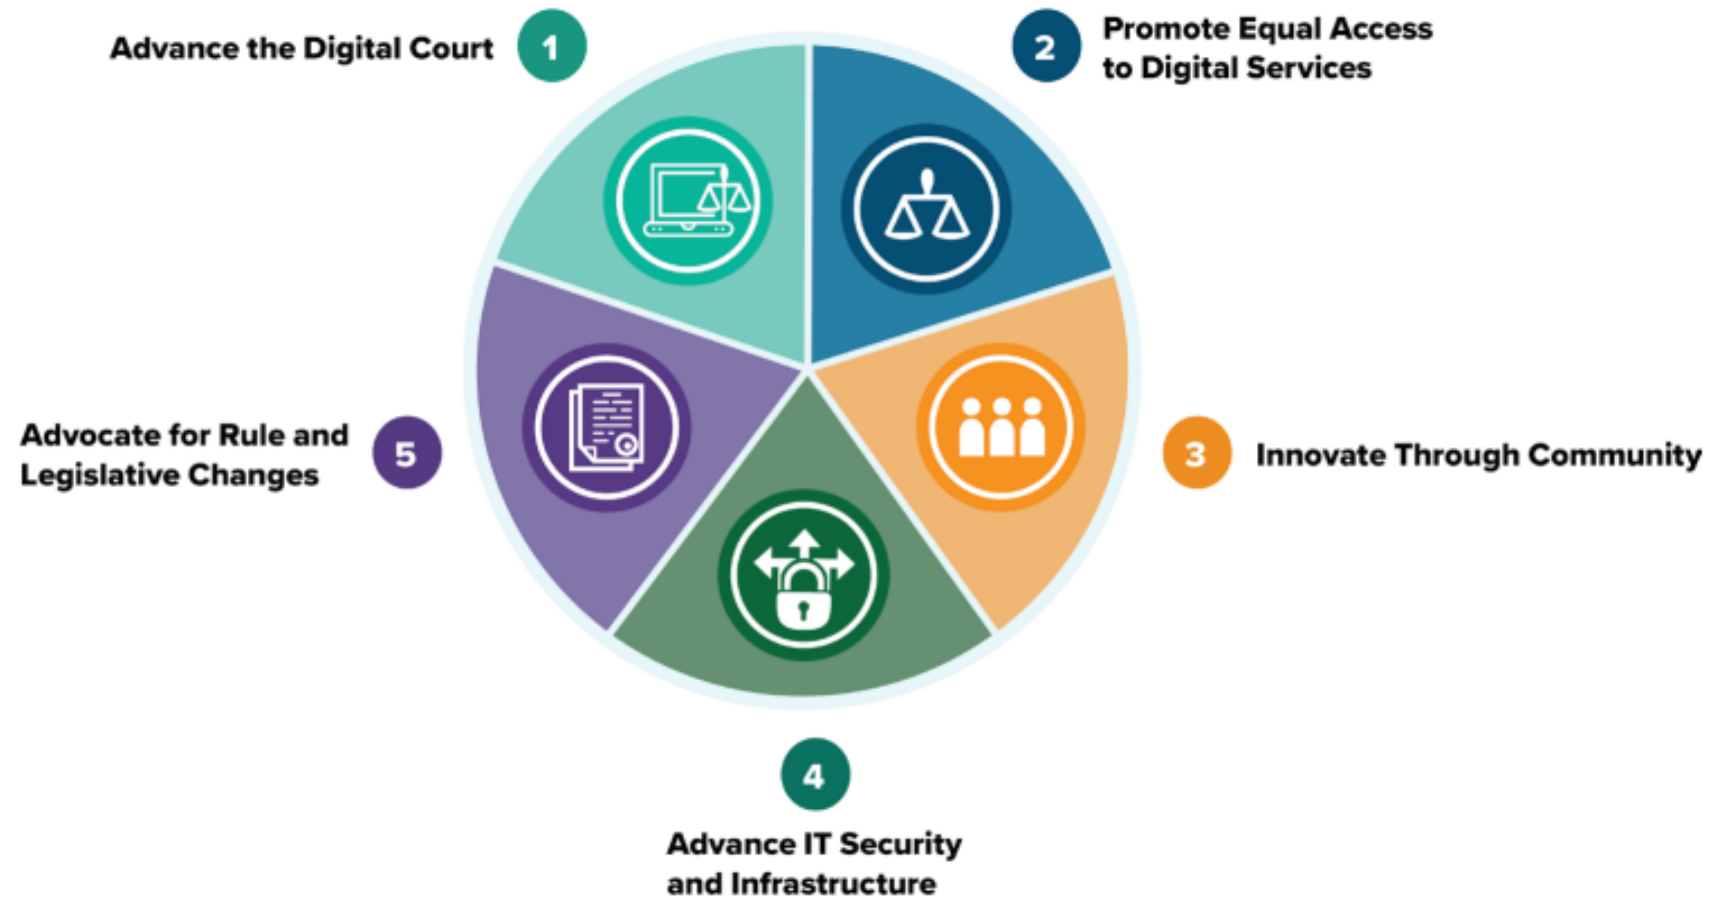 1
Advance the Digital Court
2
Promote Equal Access
to Digital Services
3
Innovate Through Community
4
Advance IT Security
and Infrastructure
5
Advocate for Rule and
Legislative Changes